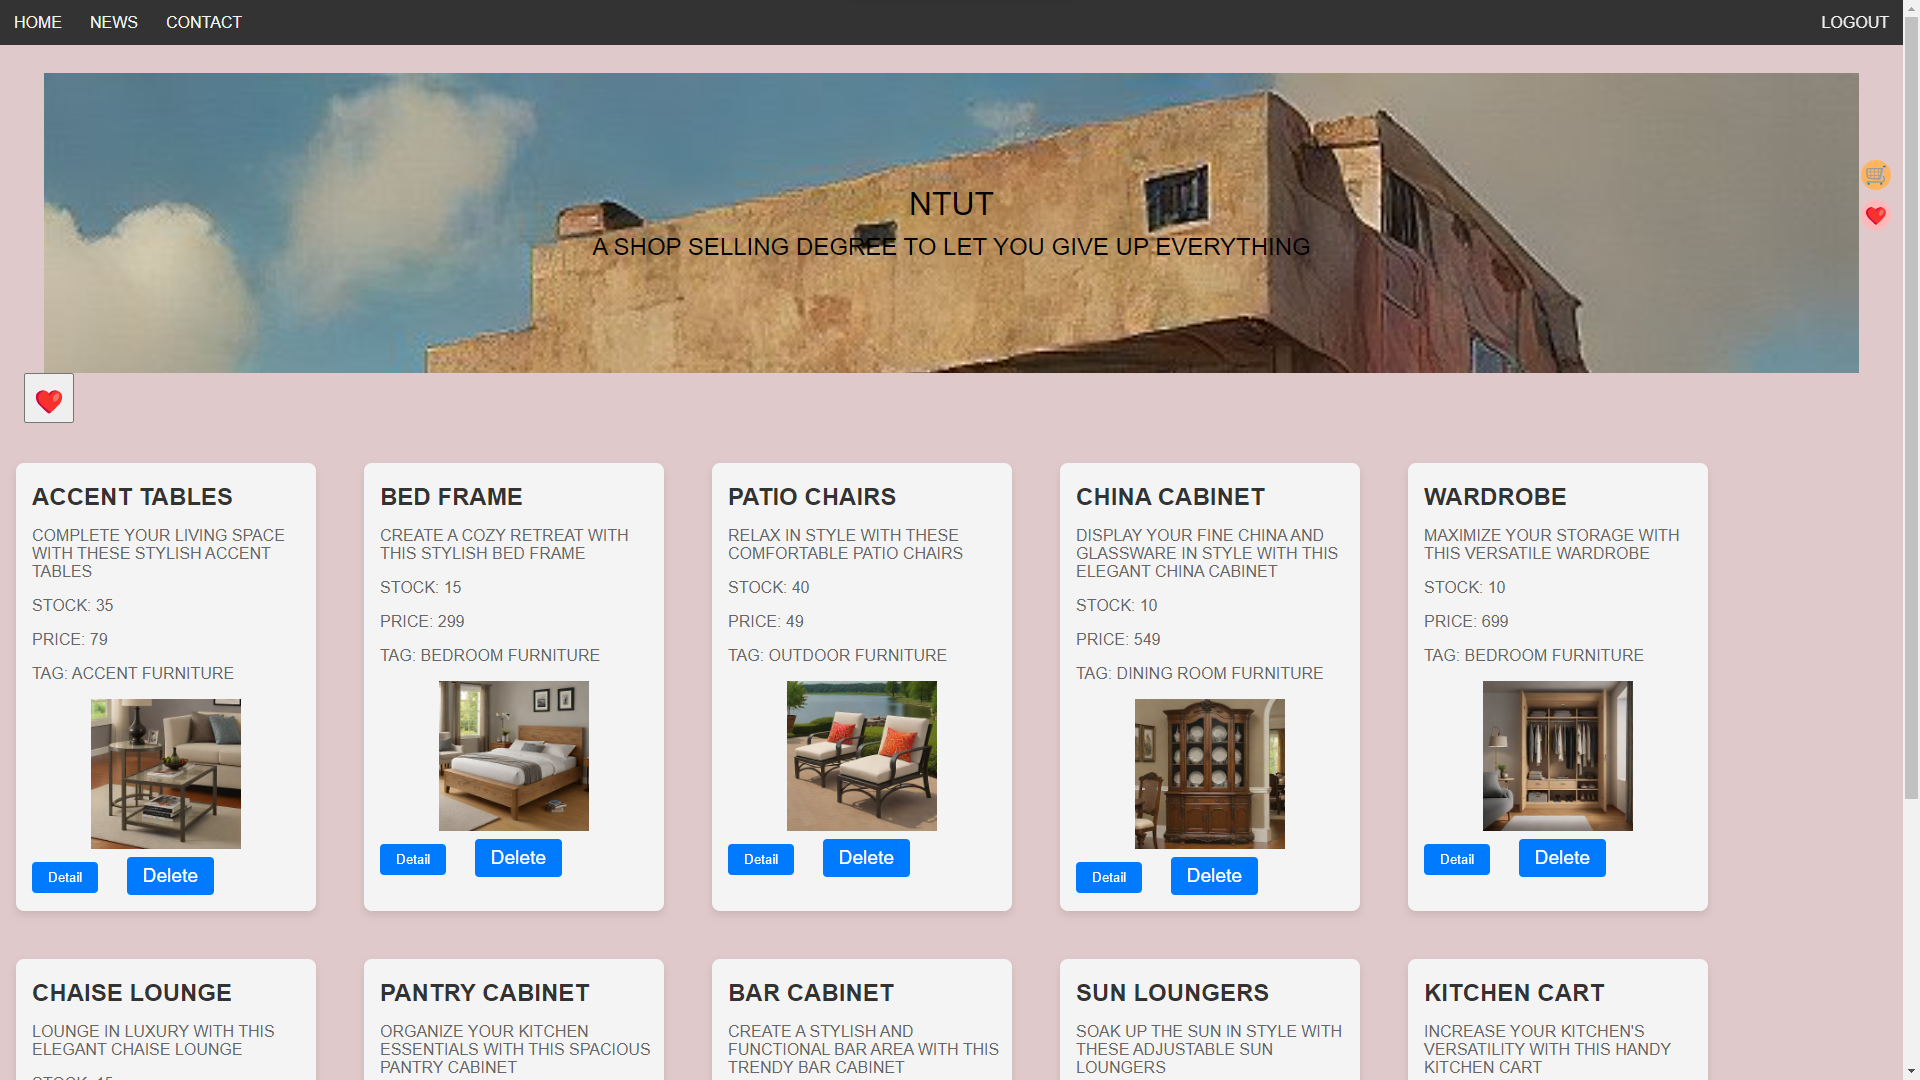 HOME
NEWS
CONTACT
LOGOUT
NTUT
A SHOP SELLING DEGREE TO LET YOU GIVE UP EVERYTHING
ACCENT TABLES
COMPLETE YOUR LIVING SPACE
WITH THESE STYLISH ACCENT
TABLES
STOCK: 35
PRICE: 79
TAG: ACCENT FURNITURE
Detail
Delete
BED FRAME
CREATE A COZY RETREAT WITH
THIS STYLISH BED FRAME
STOCK: 15
PRICE: 299
TAG: BEDROOM FURNITURE
Detail
Delete
PATIO CHAIRS
RELAX IN STYLE WITH THESE
COMFORTABLE PATIO CHAIRS
STOCK: 40
PRICE: 49
TAG: OUTDOOR FURNITURE
Detail
Delete
CHINA CABINET
DISPLAY YOUR FINE CHINA AND
GLASSWARE IN STYLE WITH THIS
ELEGANT CHINA CABINET
STOCK: 10
PRICE: 549
TAG: DINING ROOM FURNITURE
Detail
Delete
WARDROBE
MAXIMIZE YOUR STORAGE WITH
THIS VERSATILE WARDROBE
STOCK: 10
PRICE: 699
TAG: BEDROOM FURNITURE
Detail
Delete
CHAISE LOUNGE
LOUNGE IN LUXURY WITH THIS
ELEGANT CHAISE LOUNGE
STOCK: 15
PANTRY CABINET
ORGANIZE YOUR KITCHEN
ESSENTIALS WITH THIS SPACIOUS
PANTRY CABINET
BAR CABINET
CREATE A STYLISH AND
FUNCTIONAL BAR AREA WITH THIS
TRENDY BAR CABINET
SUN LOUNGERS
SOAK UP THE SUN IN STYLE WITH
THESE ADJUSTABLE SUN
LOUNGERS
KITCHEN CART
INCREASE YOUR KITCHEN'S
VERSATILITY WITH THIS HANDY
KITCHEN CART